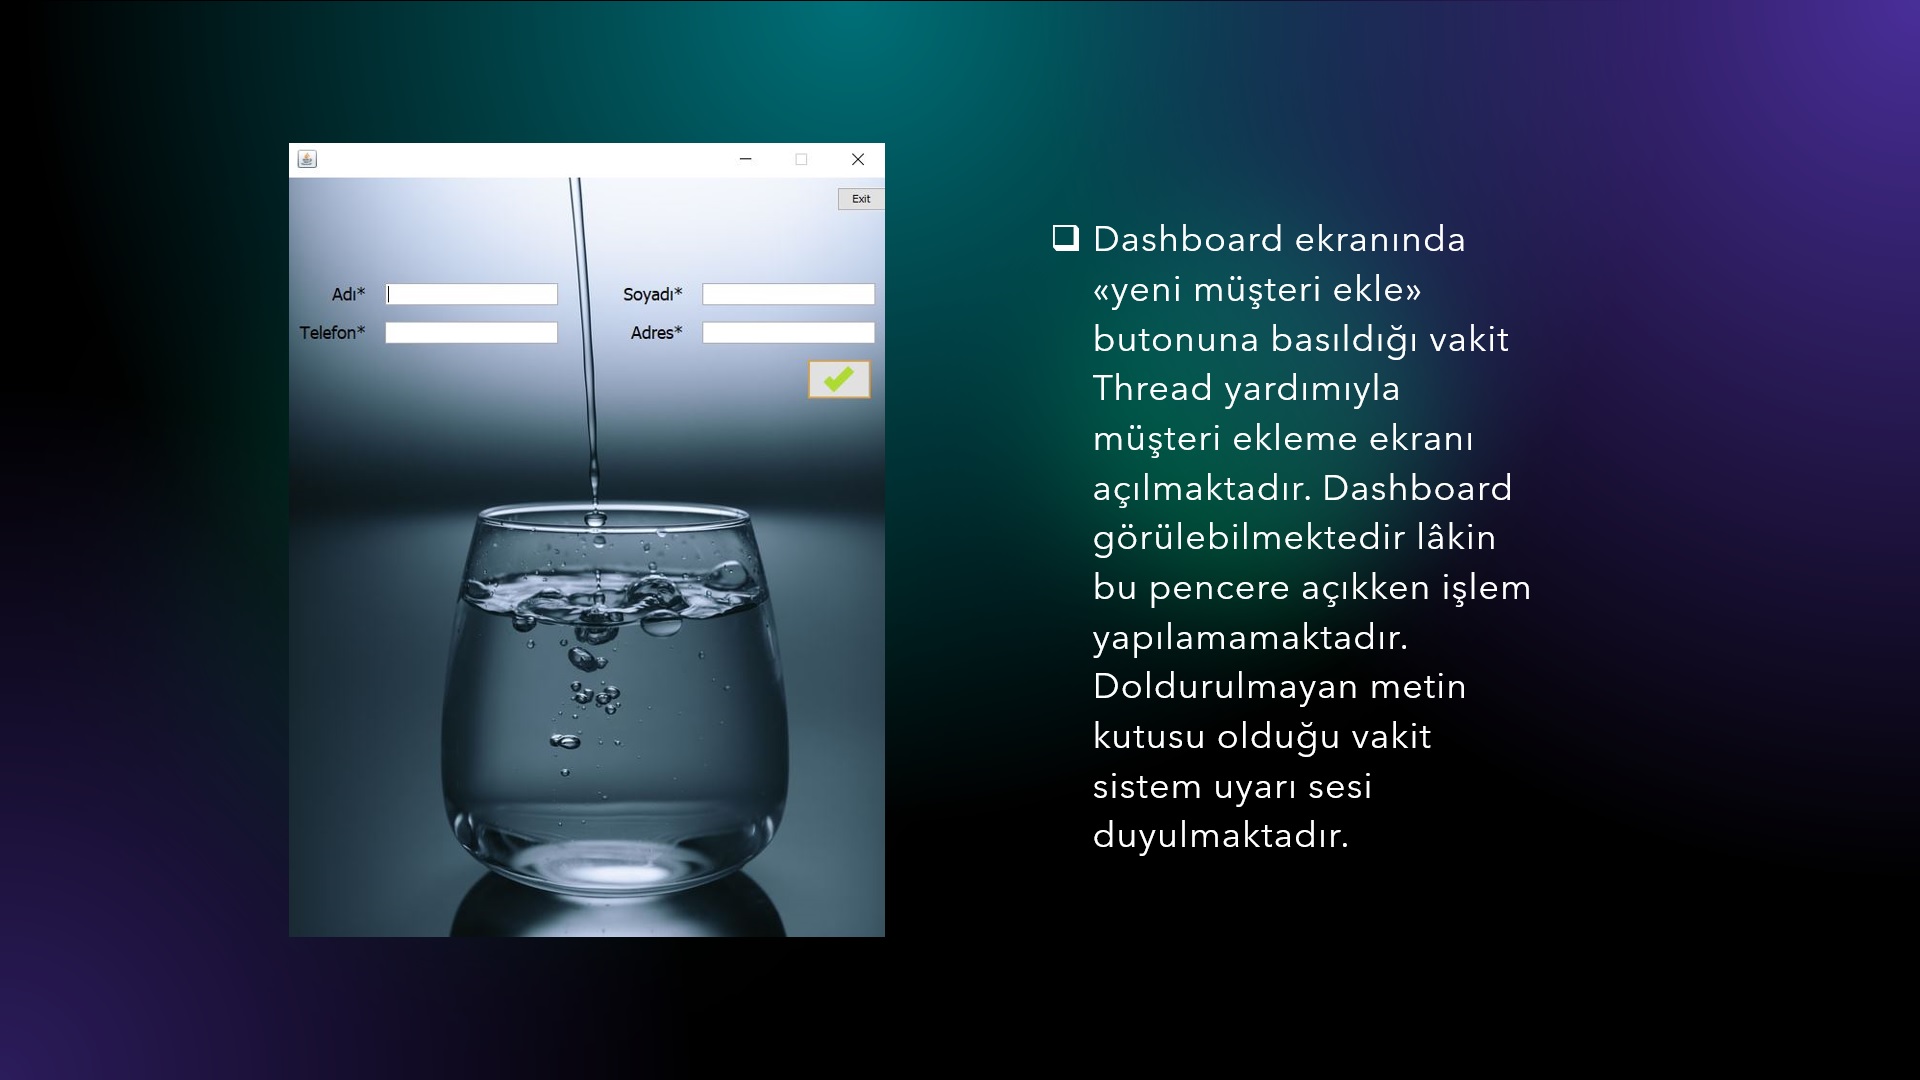 Exit
Adı*
Soyadı*
Telefon*
Adres*
Dashboard ekranında
«yeni müşteri ekle»
butonuna basıldığı vakit
Thread yardımıyla
müşteri ekleme ekranı
açılmaktadır. Dashboard
görülebilmektedir lâkin
bu pencere açıkken işlem
yapılamamaktadır.
Doldurulmayan metin
kutusu olduğu vakit
sistem uyarı sesi
duyulmaktadır.